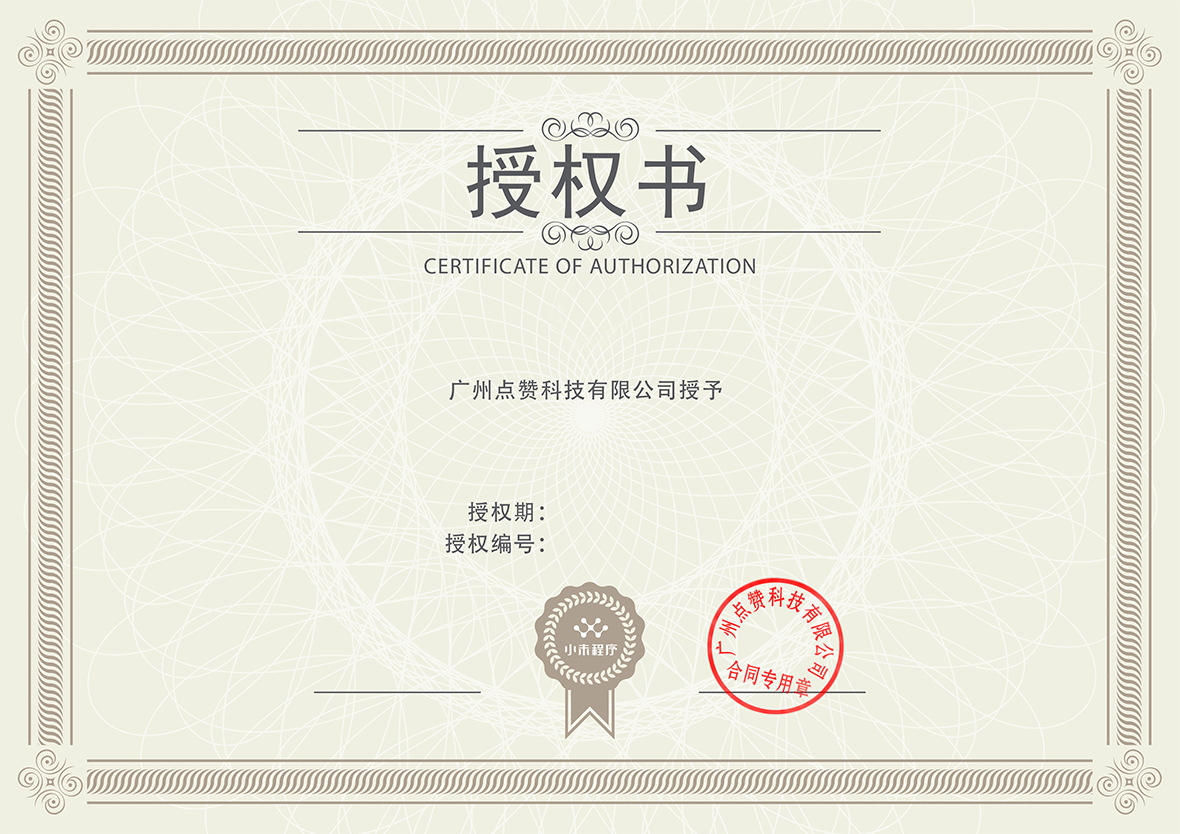 授权书
CERTIFICATE OF AUTHORIZATION
广州点赞科技有限公司授予
授权期：
授权编号：
小未程序
广州点赞科技有限公司
合同专用章